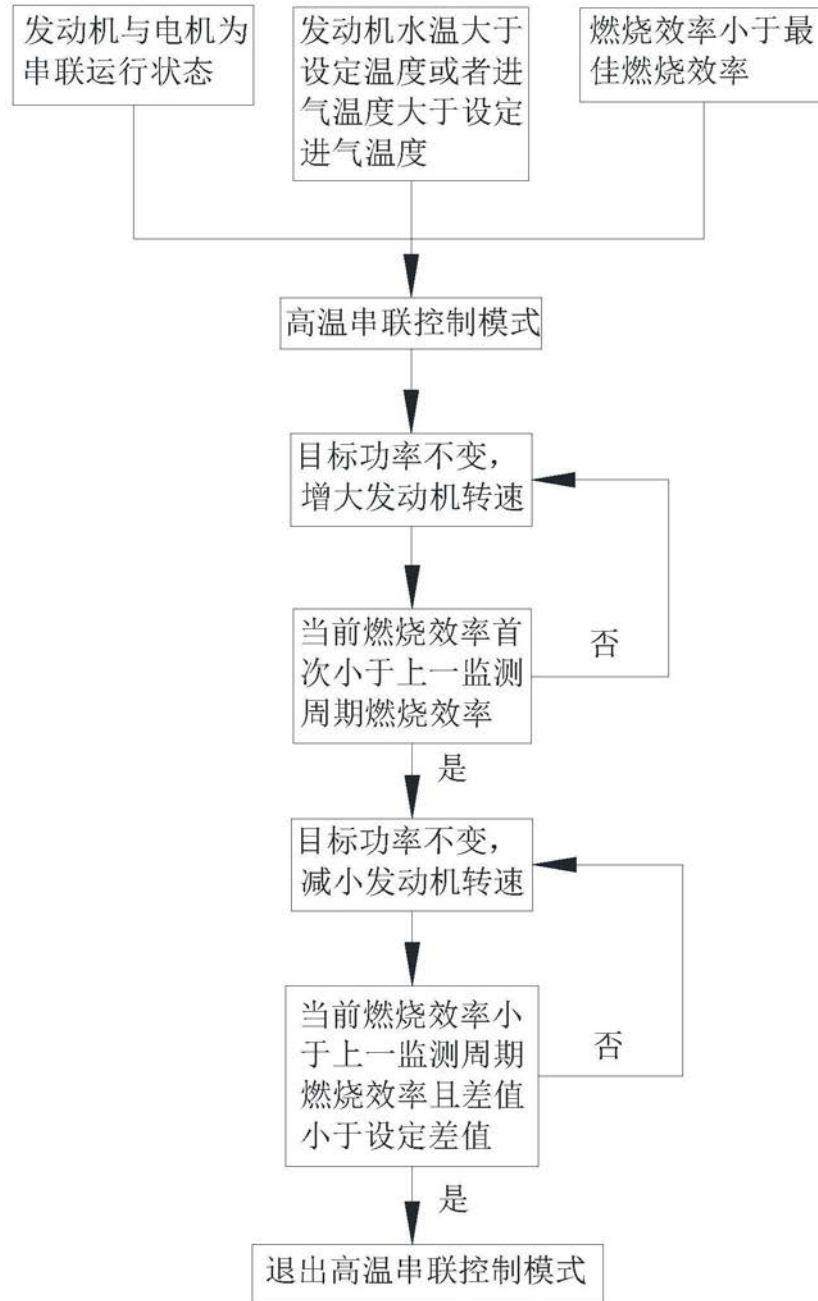 发动机与电机为
串联运行状态
发动机水温大于
设定温度或者进
气温度大于设定
进气温度
燃烧效率小于最
佳燃烧效率
高温串联控制模式
目标功率不变，
增大发动机转速
当前燃烧效率首
次小于上一监测
周期燃烧效率
否
是
目标功率不变，
减小发动机转速
当前燃烧效率小
于上一监测周期
燃烧效率且差值
小于设定差值
否
是
退出高温串联控制模式